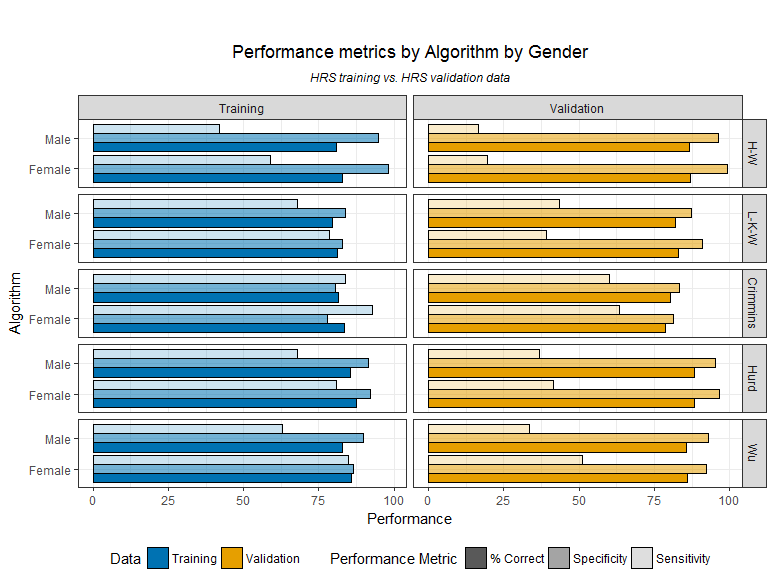 Performance metrics by Algorithm by Gender
HRS training vs. HRS validation data
Training
Validation
Male
Female
H-W
Male
Female
L-K-W
Male
Female
Crimmins
Male
Female
Hurd
Male
Female
Wu
Algorithm
0 25 50 75 100
0 25 50 75 100
Performance
Data Training Validation Performance Metric % Correct Specificity Sensitivity